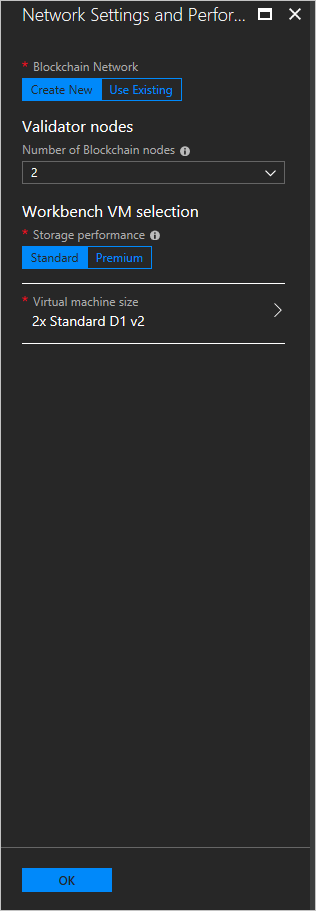 Network Settings and Perfor...
* Blockchain Network
Create New Use Existing
Validator nodes
Number of Blockchain nodes
2
Workbench VM selection
* Storage performance
Standard Premium
* Virtual machine size
2x Standard D1 v2
OK